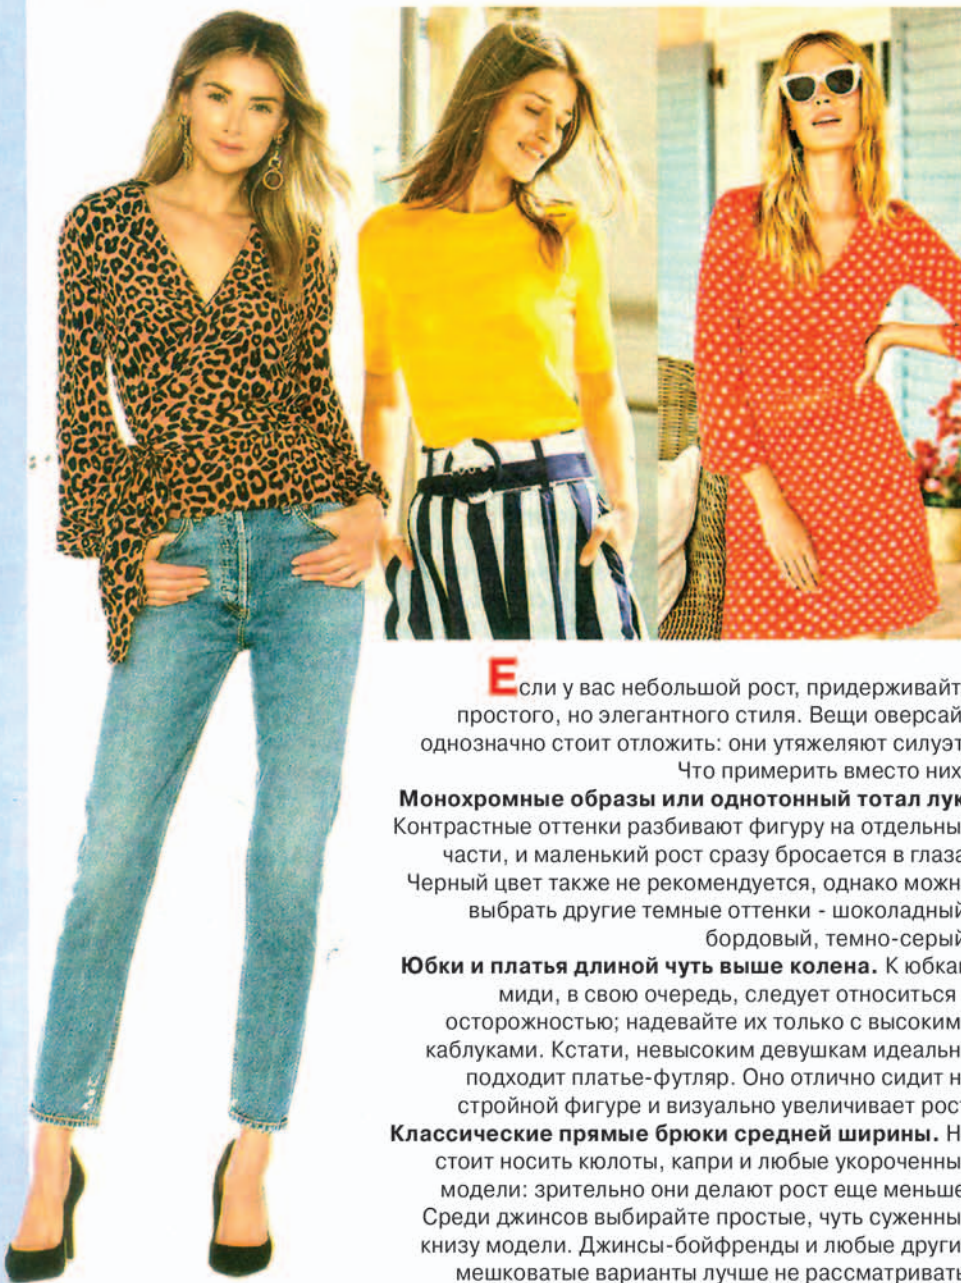 Если у вас небольшой рост, придерживайт
простого, но элегантного стиля. Вещи оверсай
однозначно стоит отложить: они утяжеляют силуэт
Что примерить вместо них
Монохромные образы или однотонный тотал лук
Контрастные оттенки разбивают фигуру на отдельны
части, и маленький рост сразу бросается в глаза
Черный цвет также не рекомендуется, однако можн
выбрать другие темные оттенки - шоколадный
бордовый, темно-серый
Юбки и платья длиной чуть выше колена. К юбкам
миди, в свою очередь, следует относиться
осторожностью; надевайте их только с высоким
каблуками. Кстати, невысоким девушкам идеальн
подходит платье-футляр. Оно отлично сидит н
стройной фигуре и визуально увеличивает рост
Классические прямые брюки средней ширины. Н
стоит носить кюлоты, капри и любые укороченны
модели: зрительно они делают рост еще меньше
Среди джинсов выбирайте простые, чуть суженны
книзу модели. Джинсы-бойфренды и любые други
мешковатые варианты лучше не рассматривать